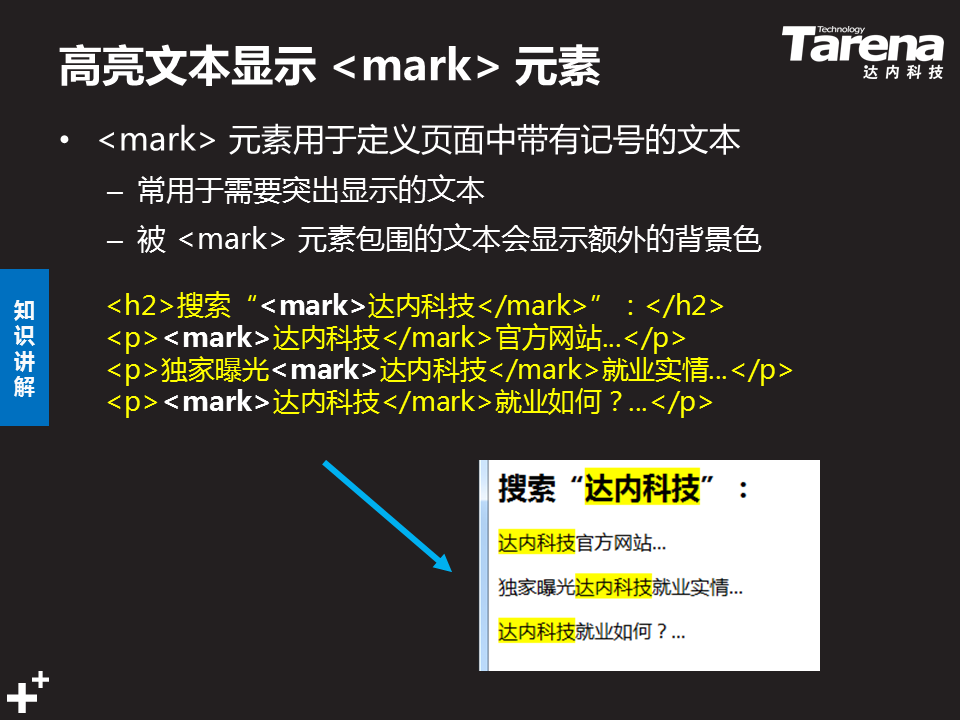 高亮文本显示 <mark> 元素
Technology
Tarena
达内科技
• <mark> 元素用于定义页面中带有记号的文本
– 常用于需要突出显示的文本
– 被 <mark> 元素包围的文本会显示额外的背景色
知识讲解
<h2>搜索“<mark>达内科技</mark>”：</h2>
<p><mark>达内科技</mark>官方网站...</p>
<p>独家曝光<mark>达内科技</mark>就业实情...</p>
<p><mark>达内科技</mark>就业如何？...</p>
搜索“达内科技”：
达内科技官方网站...
独家曝光达内科技就业实情...
达内科技就业如何？...